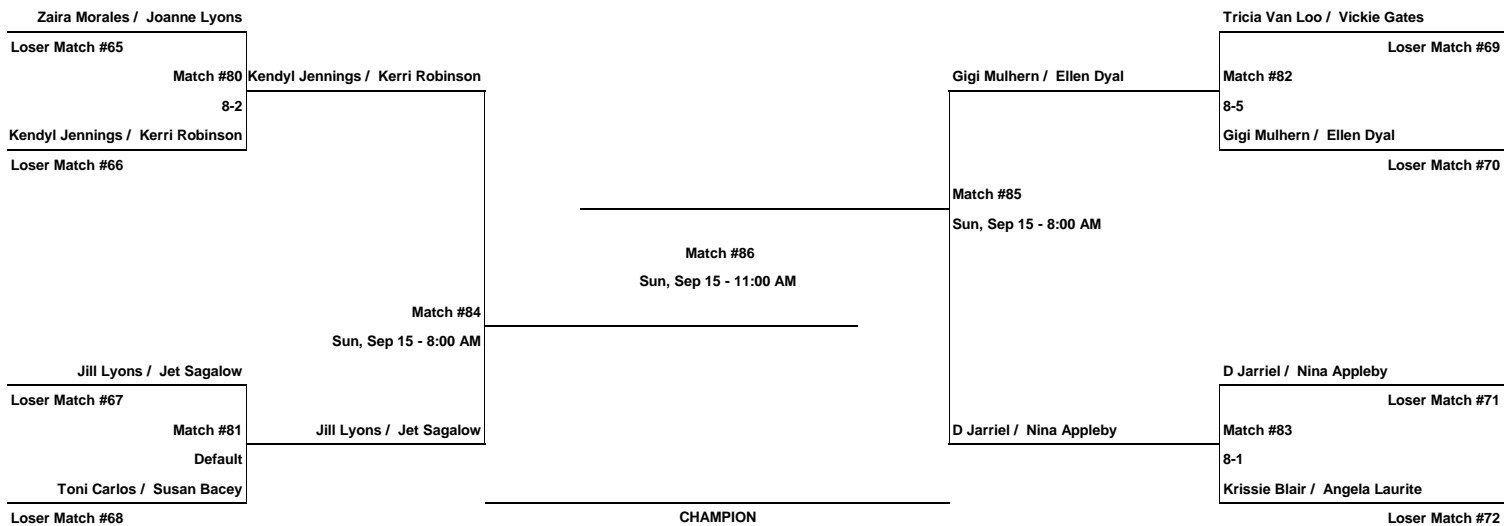 Zaira Morales / Joanne Lyons
Loser Match #65
Match #80
8-2
Kendyl Jennings / Kerri Robinson
Loser Match #66
Kendyl Jennings / Kerri Robinson
Match #84
Sun, Sep 15 - 8:00 AM
Jill Lyons / Jet Sagalow
Loser Match #67
Match #81
Default
Toni Carlos / Susan Bacey
Loser Match #68
Jill Lyons / Jet Sagalow
Match #86
Sun, Sep 15 - 11:00 AM
CHAMPION
Gigi Mulhern / Ellen Dyal
Match #85
Sun, Sep 15 - 8:00 AM
D Jarriel / Nina Appleby
Tricia Van Loo / Vickie Gates
Loser Match #69
Match #82
8-5
Gigi Mulhern / Ellen Dyal
Loser Match #70
D Jarriel / Nina Appleby
Loser Match #71
Match #83
8-1
Krissie Blair / Angela Laurite
Loser Match #72